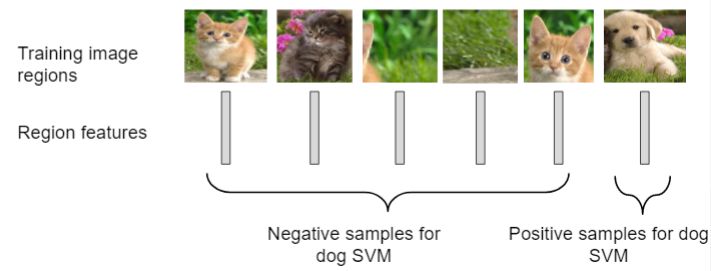 Training image
regions
Region features
Negative samples for
dog SVM
Positive samples for dog
SVM